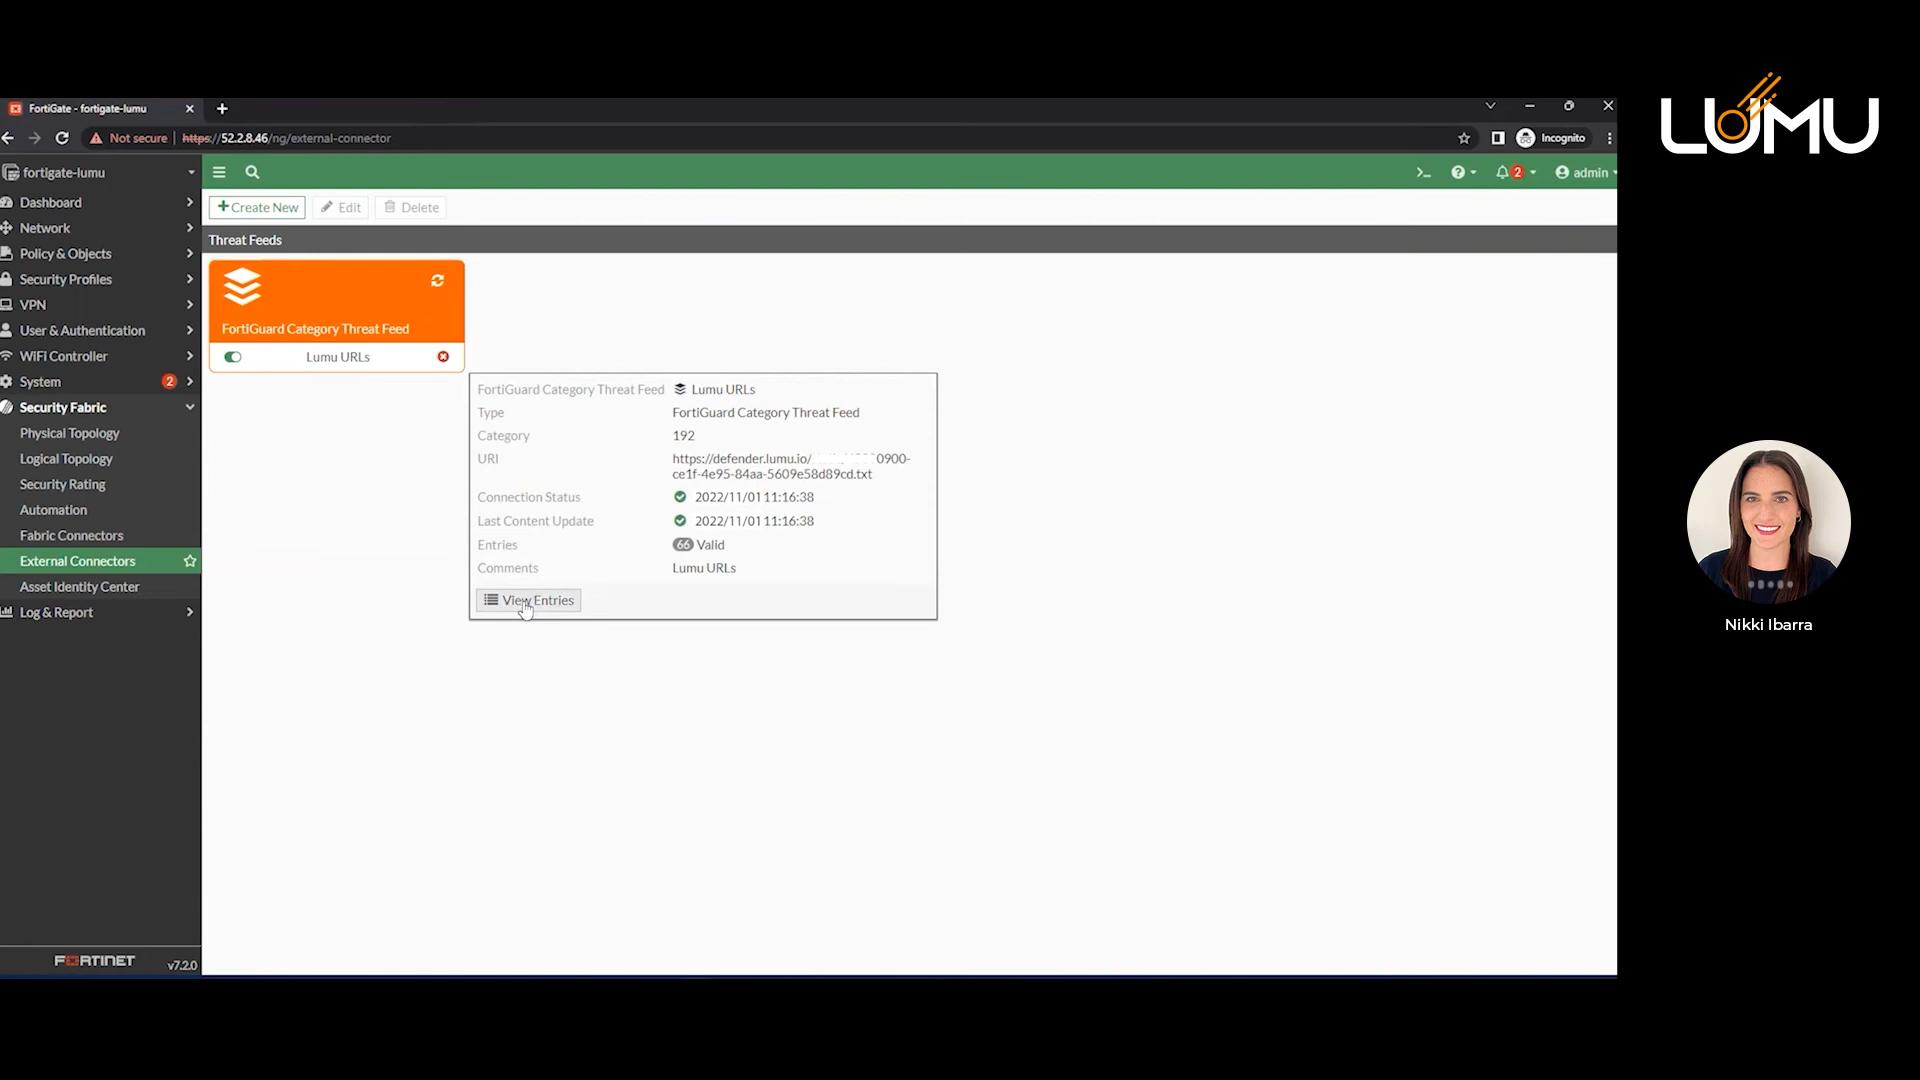 FortiGate - fortigate-lumu
Not secure
https://52.2.8.46/ng/external-connector
Incognito
LUMU
fortigate-lumu
2
admin
Dashboard
Network
Policy & Objects
Security Profiles
VPN
User & Authentication
WiFi Controller
System
2
Security Fabric
Physical Topology
Logical Topology
Security Rating
Automation
Fabric Connectors
External Connectors
Asset Identity Center
Log & Report
FORTINET
v7.2.0
Create New
Edit
Delete
Threat Feeds
FortiGuard Category Threat Feed
Lumu URLs
FortiGuard Category Threat Feed Lumu URLs
Type FortiGuard Category Threat Feed
Category 192
URI https://defender.lumu.io/ 0900-
ce1f-4e95-84aa-5609e58d89cd.txt
Connection Status 2022/11/01 11:16:38
Last Content Update 2022/11/01 11:16:38
Entries 66 Valid
Comments Lumu URLs
View Entries
Nikki Ibarra